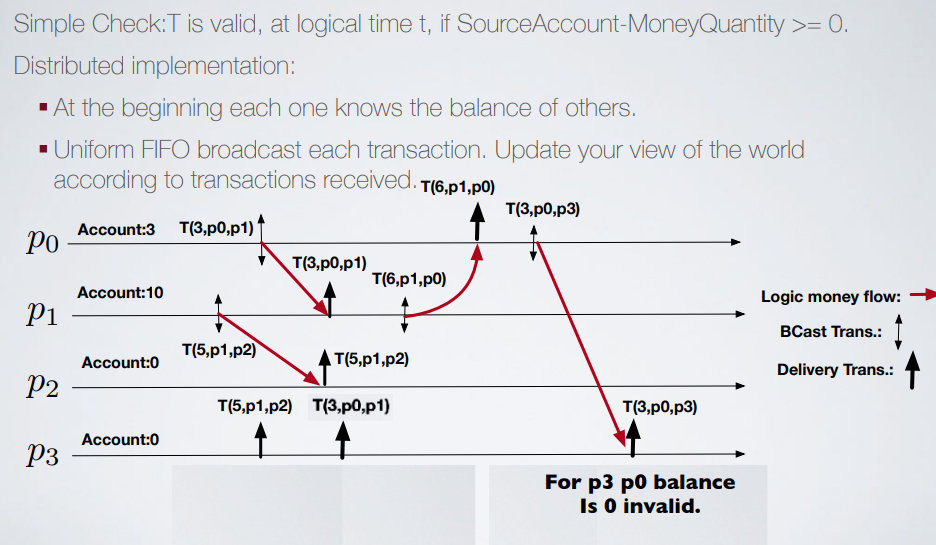 Simple Check:T is valid, at logical time t, if SourceAccount-MoneyQuantity >= 0.
Distributed implementation:
▪ At the beginning each one knows the balance of others.
▪ Uniform FIFO broadcast each transaction. Update your view of the world
according to transactions received.
T(6,p1,p0)
T(3,p0,p3)
p0
Account:3
T(3,p0,p1)
T(3,p0,p1)
T(6,p1,p0)
p1
Account:10
Logic money flow:
BCast Trans.:
Delivery Trans.:
T(5,p1,p2)
T(5,p1,p2)
p2
Account:0
T(5,p1,p2)
T(3,p0,p1)
T(3,p0,p3)
p3
Account:0
For p3 p0 balance
Is 0 invalid.